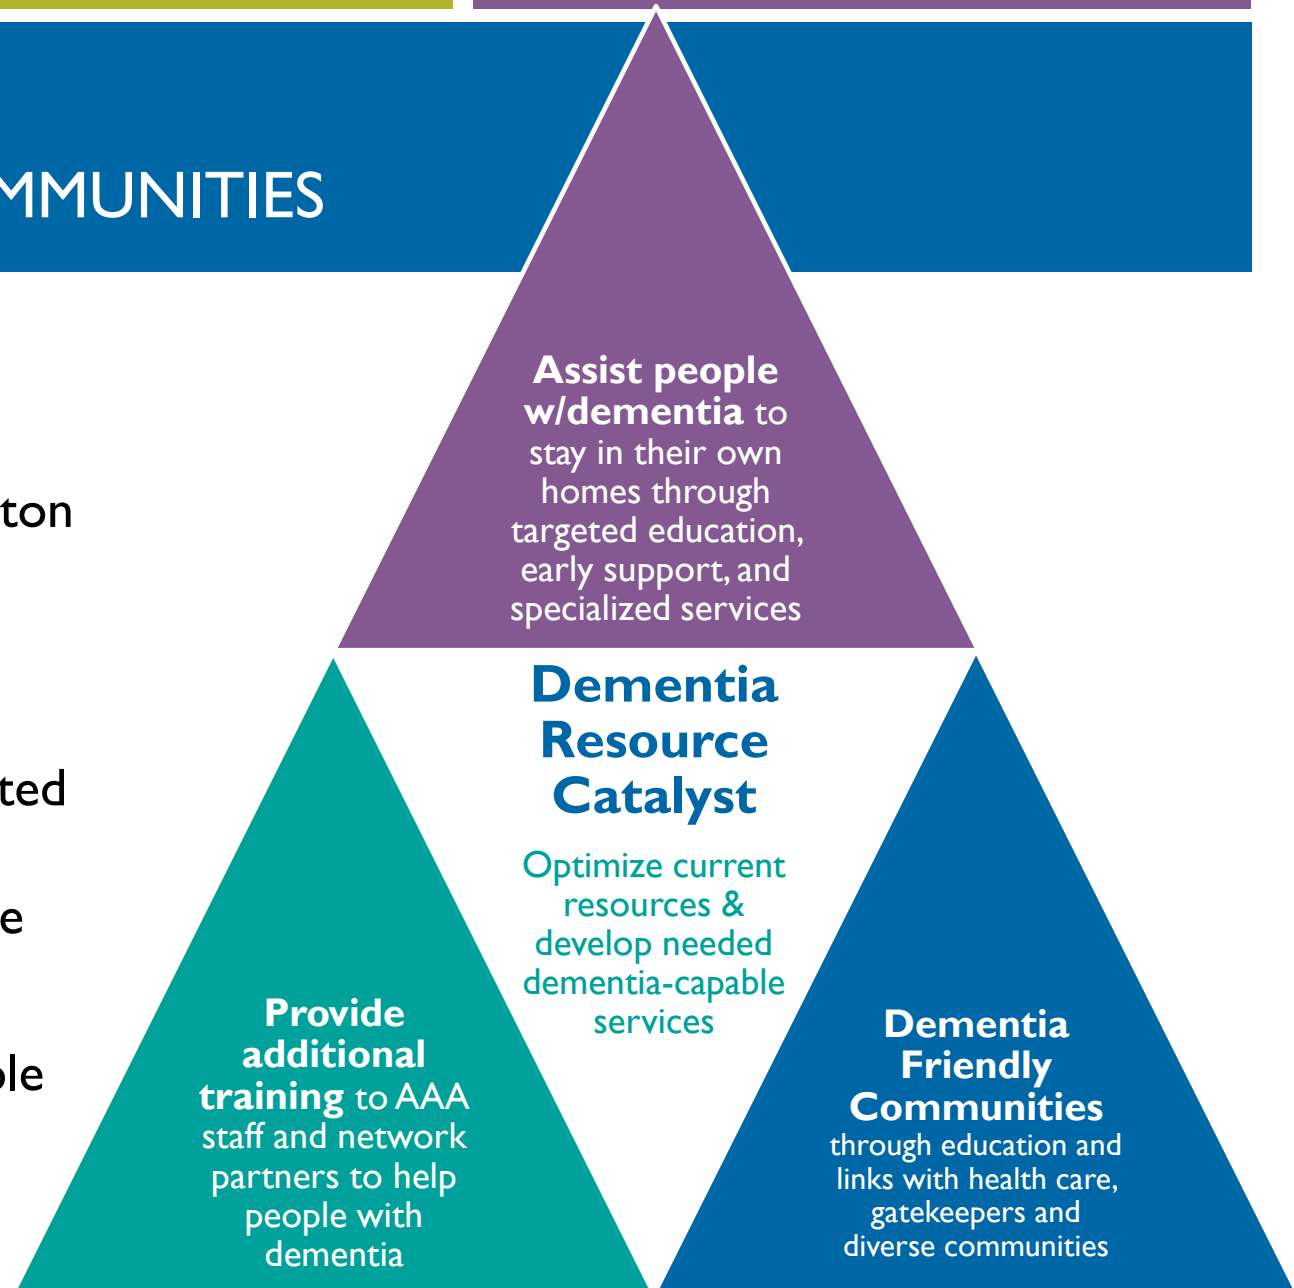 MMUNITIES
Assist people
w/dementia to
stay in their own
homes through
targeted education,
early support, and
specialized services
ton
ted
e
ple
Dementia
Resource
Catalyst
Optimize current
resources &
develop needed
dementia-capable
services
Provide
additional
training to AAA
staff and network
partners to help
people with
dementia
Dementia
Friendly
Communities
through education and
links with health care,
gatekeepers and
diverse communities